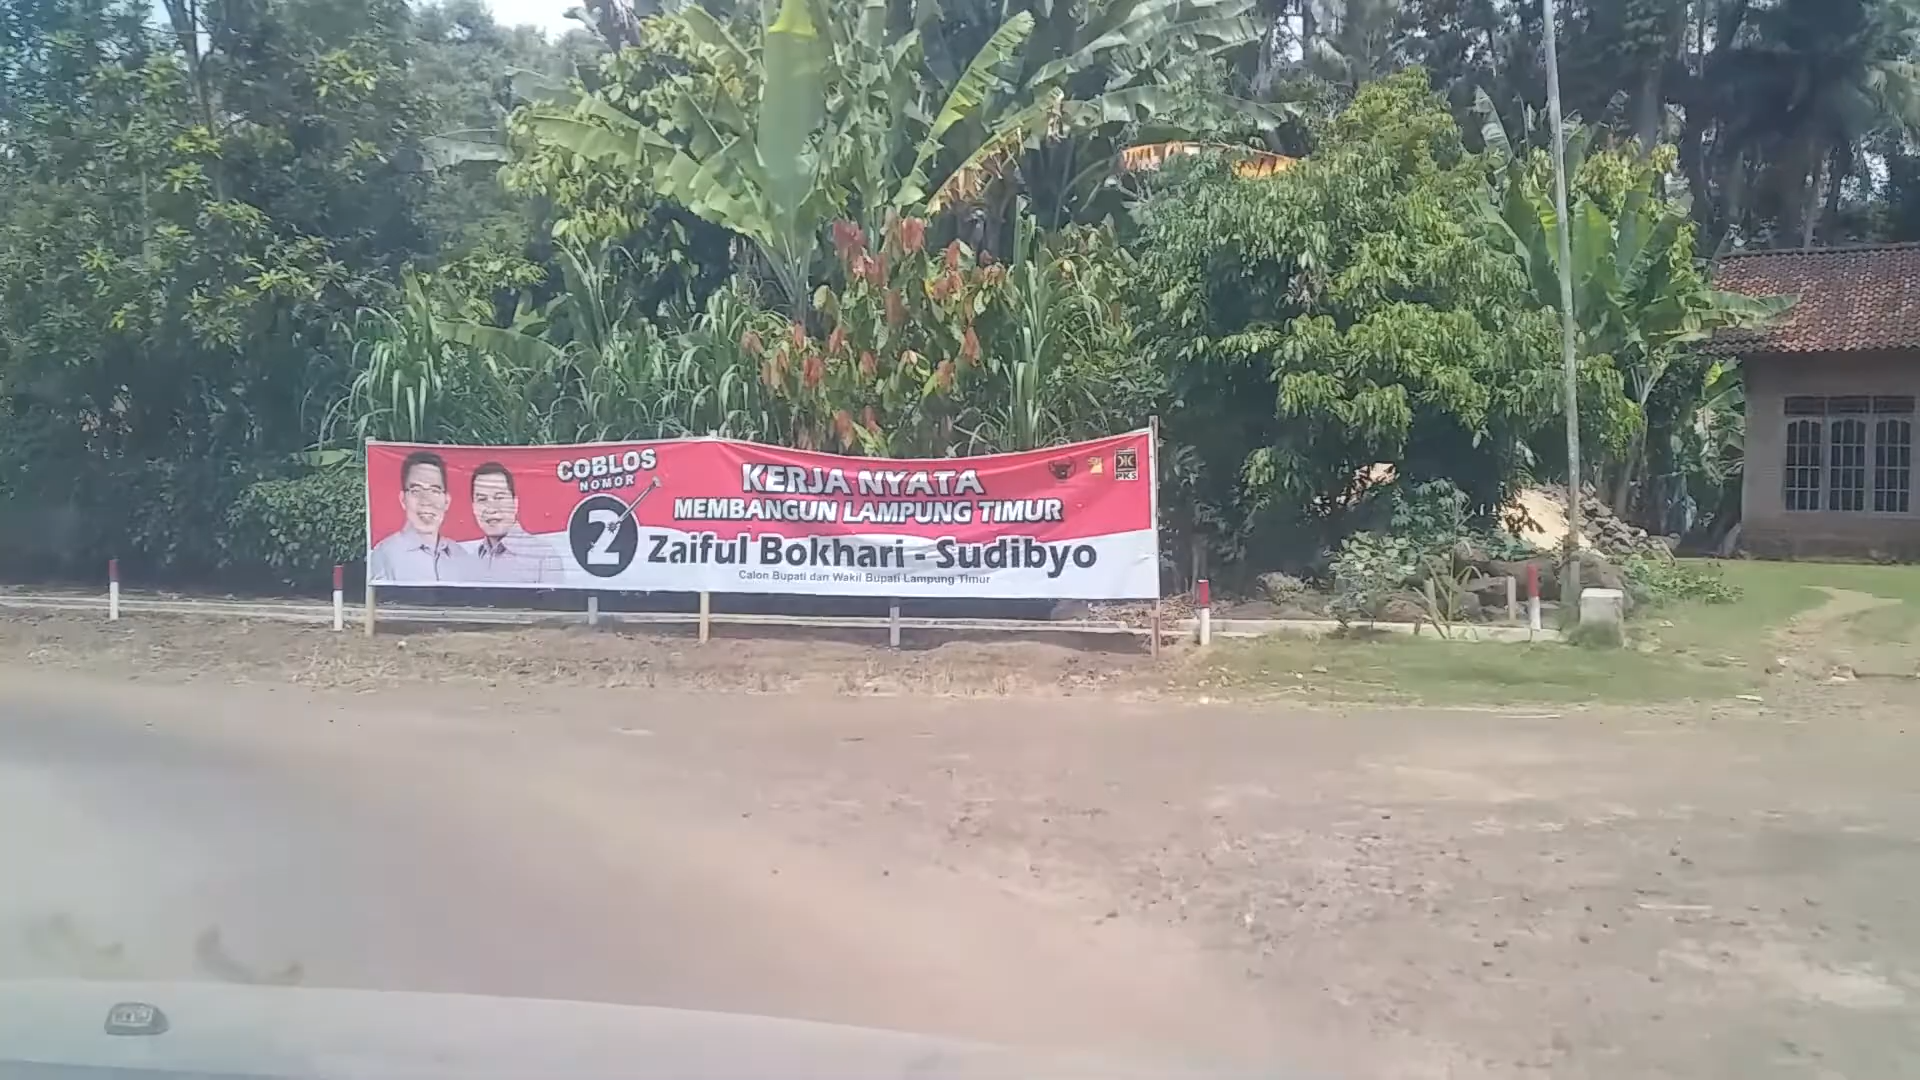 COBLOS
NOMOR
2
KERJA NYATA
MEMBANGUN LAMPUNG TIMUR
Zaiful Bokhari - Sudibyo
Calon Bupati dan Wakil Bupati Lampung Timur
PKS